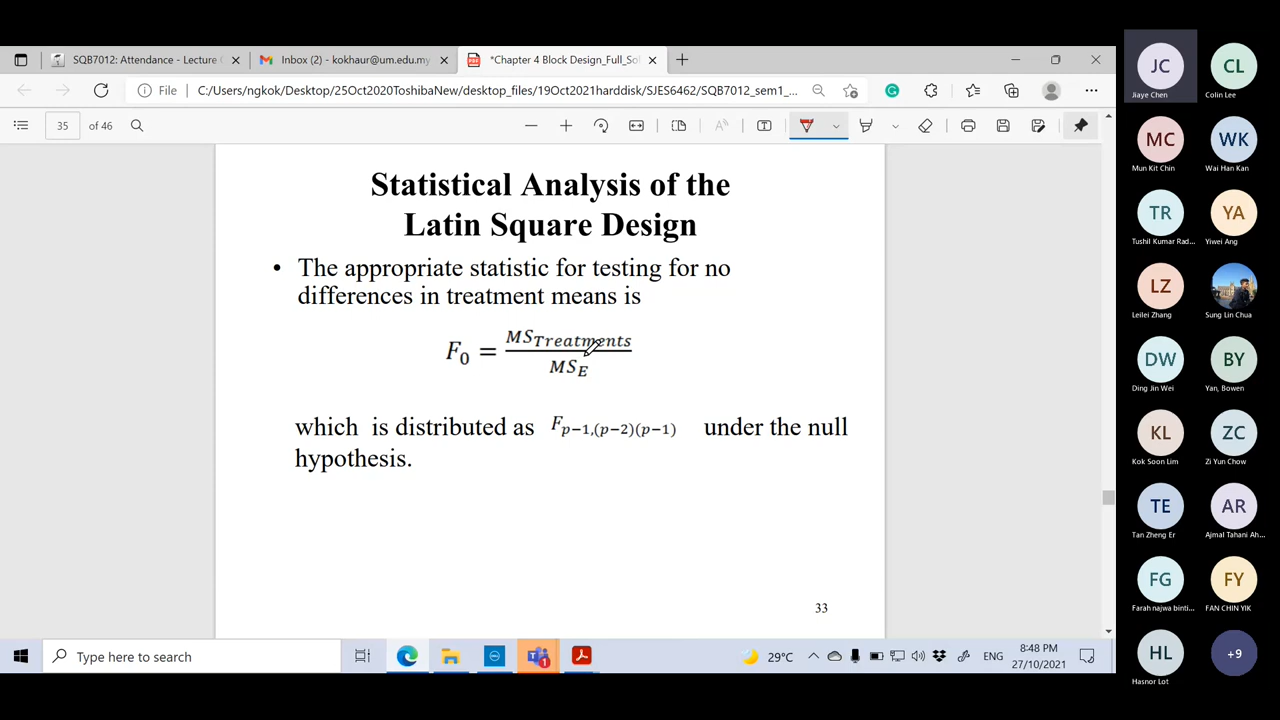 SQB7012: Attendance - Lecture
Inbox (2) - kokhaur@um.edu.my
*Chapter 4 Block Design_Full_So
File
C:/Users/ngkok/Desktop/25Oct2020ToshibaNew/desktop_files/19Oct2021harddisk/SJES6462/SQB7012_sem1_...
35 of 46
Statistical Analysis of the
Latin Square Design
• The appropriate statistic for testing for no
differences in treatment means is
F₀ = MS_Treatments / MS_E
which is distributed as F_p−1,(p−2)(p−1) under the null
hypothesis.
33
Type here to search
1
29°C
ENG
8:48 PM
27/10/2021
JC
Jiaye Chen
CL
Colin Lee
MC
Mun Kit Chin
WK
Wai Han Kan
TR
Tushil Kumar Rad...
YA
Yiwei Ang
LZ
Leilei Zhang
Sung Lin Chua
DW
Ding Jin Wei
BY
Yan, Bowen
KL
Kok Soon Lim
ZC
Zi Yun Chow
TE
Tan Zheng Er
AR
Ajmal Tahani Ah...
FG
Farah najwa binti...
FY
FAN CHIN YIK
HL
Hasnor Lot
+9